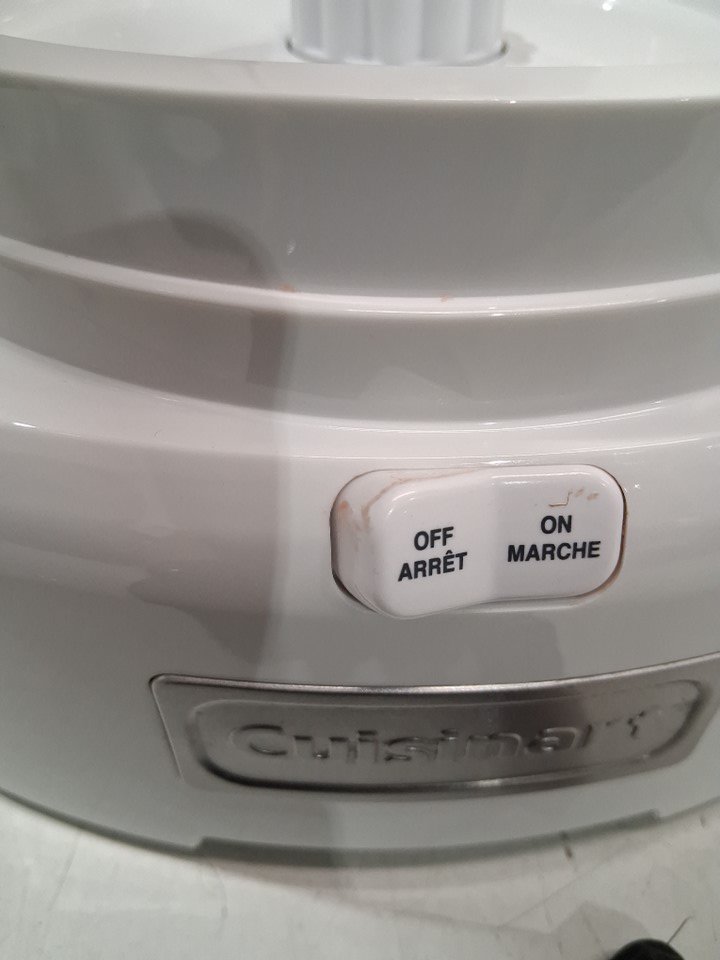 OFF
ARRÊT
ON
MARCHE
Cuisinart